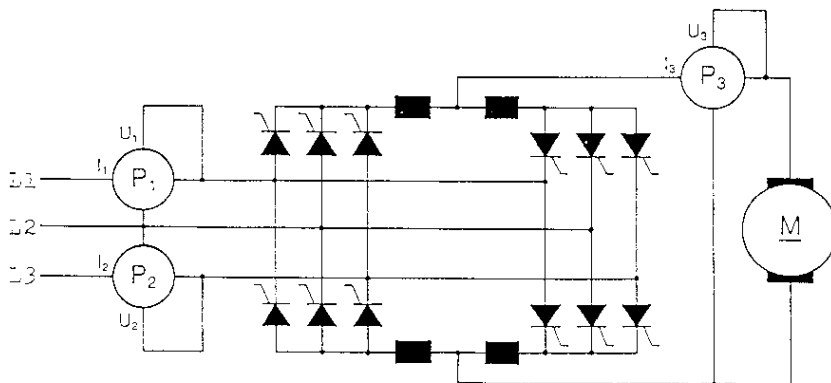 U₃
I₃
P₃
U₁
I₁
P₁
L1
L2
M
L3
I₂
P₂
U₂